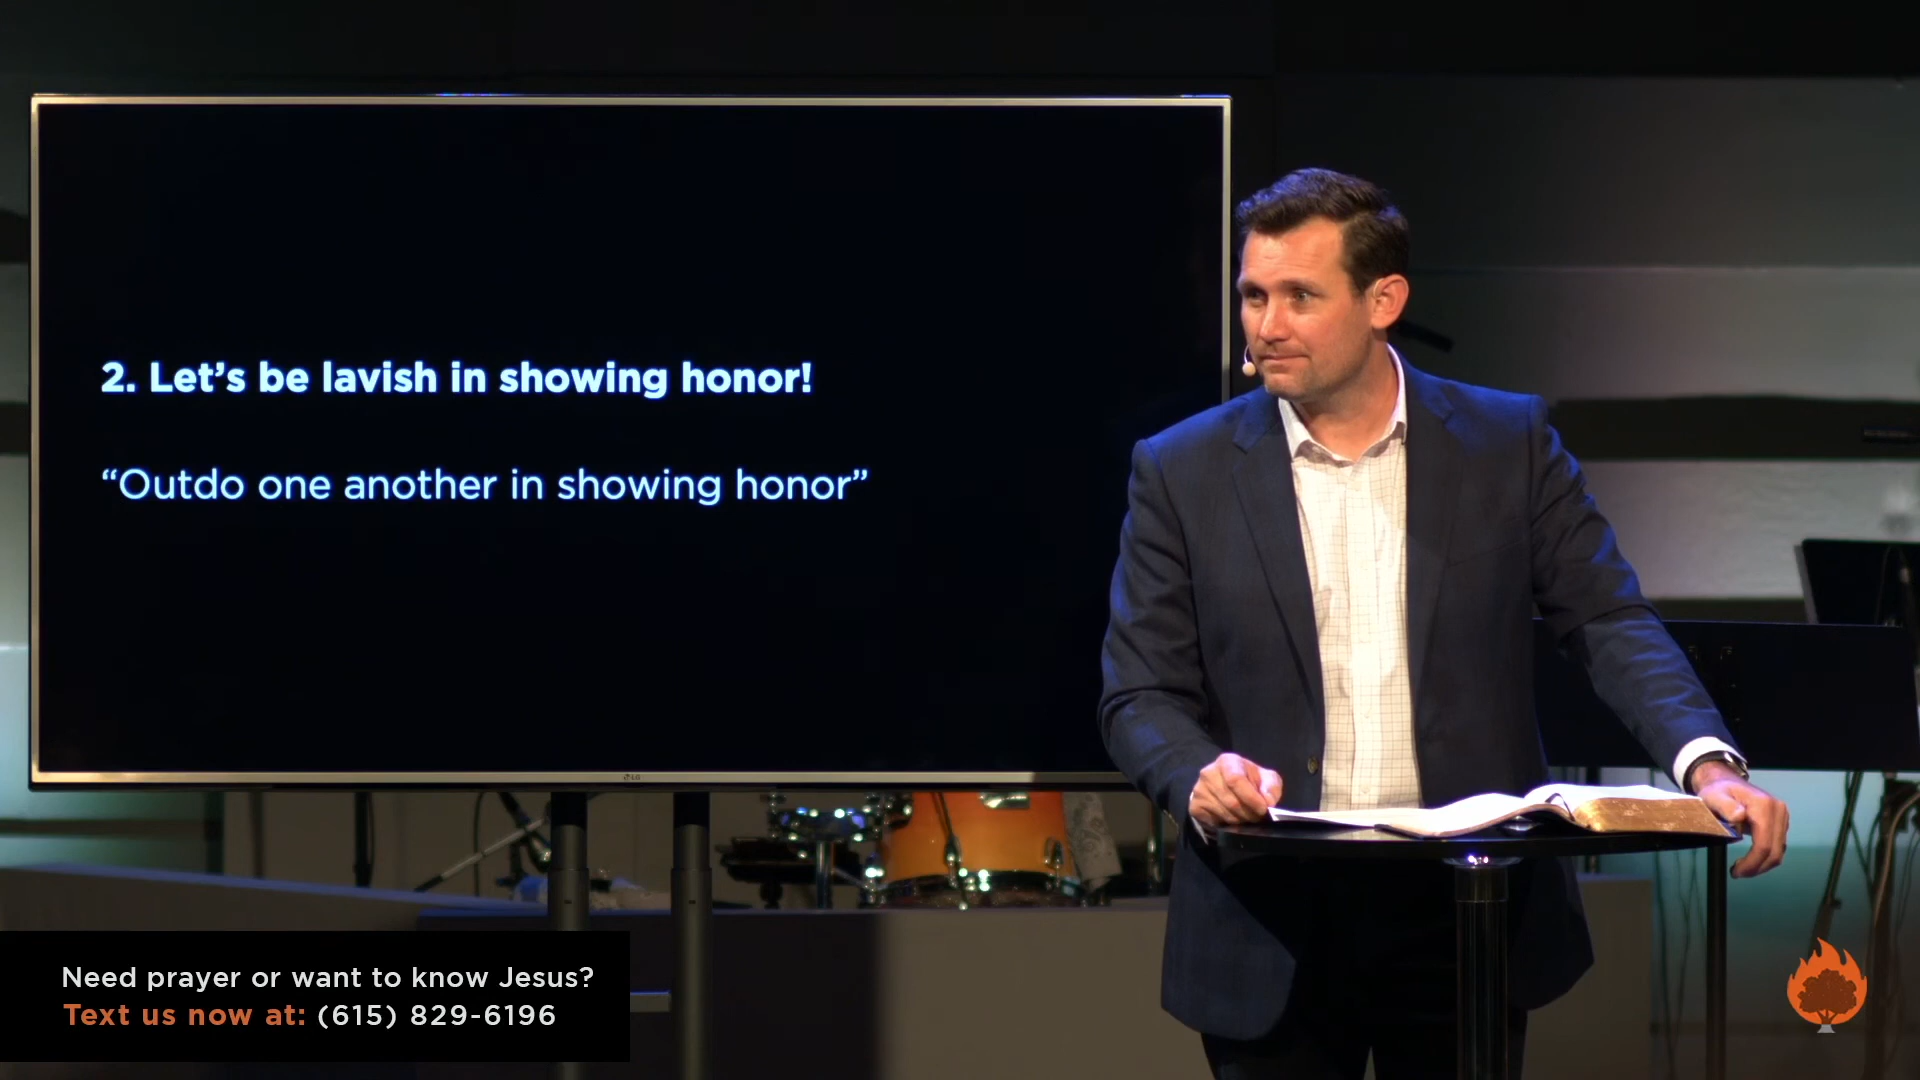 2. Let's be lavish in showing honor!
“Outdo one another in showing honor”
LG
Need prayer or want to know Jesus?
Text us now at: (615) 829-6196